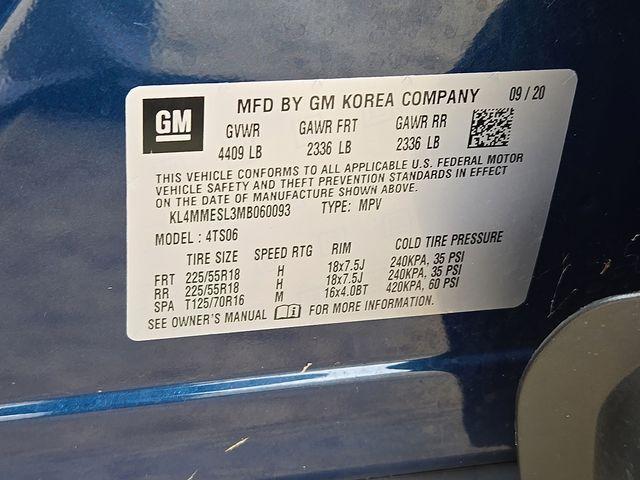 GM
MFD BY GM KOREA COMPANY 09 / 20
GVWR GAWR FRT GAWR RR
4409 LB 2336 LB 2336 LB
THIS VEHICLE CONFORMS TO ALL APPLICABLE U.S. FEDERAL MOTOR
VEHICLE SAFETY AND THEFT PREVENTION STANDARDS IN EFFECT
ON THE DATE OF MANUFACTURE SHOWN ABOVE.
KL4MMESL3MB060093 TYPE: MPV
MODEL : 4TS06
TIRE SIZE SPEED RTG RIM COLD TIRE PRESSURE
FRT 225/55R18 H 18x7.5J 240KPA, 35 PSI
RR 225/55R18 H 18x7.5J 240KPA, 35 PSI
SPA T125/70R16 M 16x4.0BT 420KPA, 60 PSI
SEE OWNER'S MANUAL FOR MORE INFORMATION.